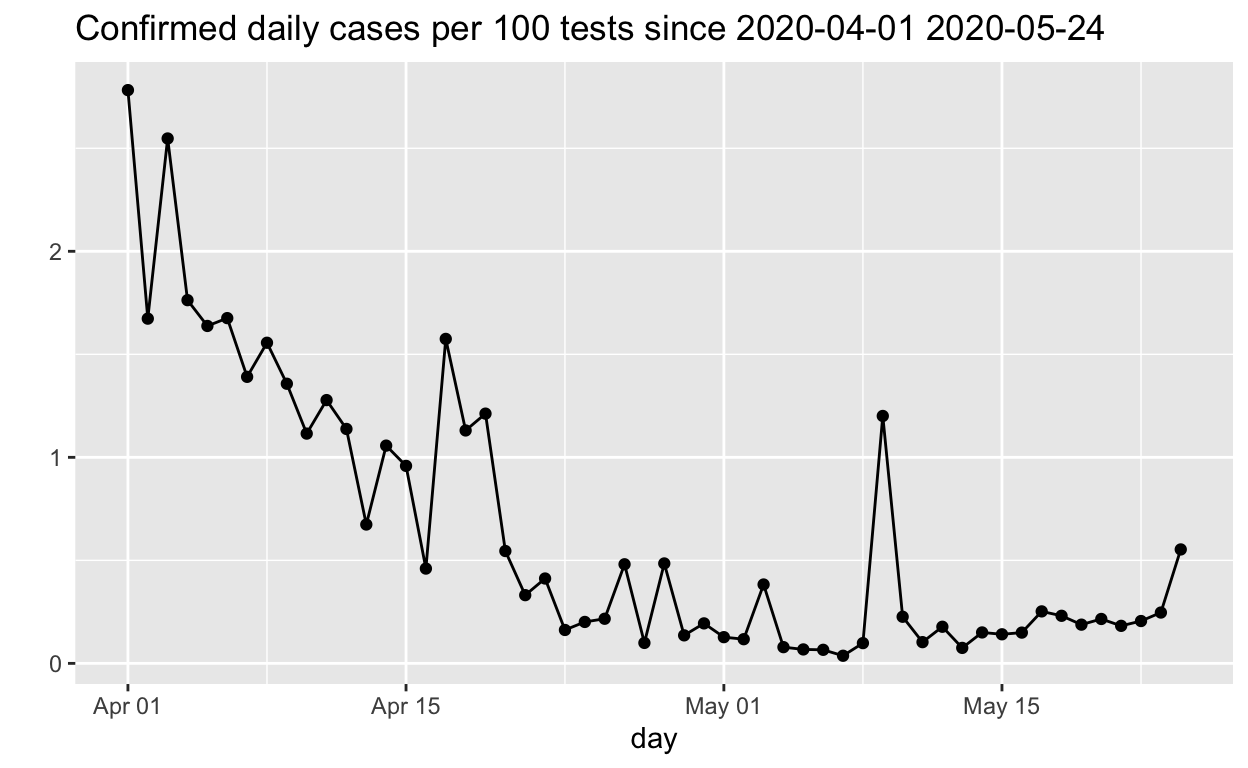 Confirmed daily cases per 100 tests since 2020-04-01 2020-05-24
2
1
0
Apr 01 Apr 15 May 01 May 15
day